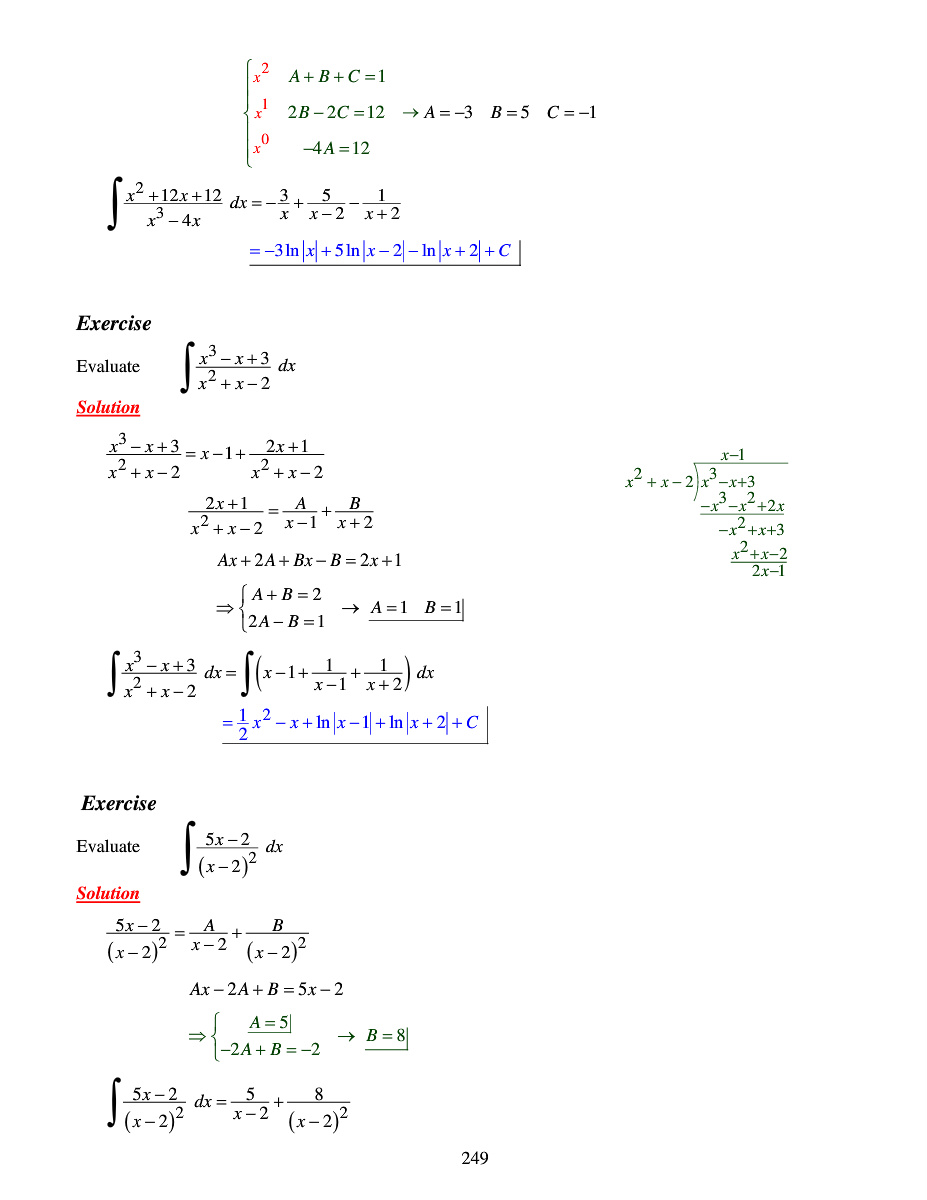 x² A + B + C = 1
x¹ 2B − 2C = 12 → A = −3 B = 5 C = −1
x⁰ −4A = 12
∫ (x² + 12x + 12)/(x³ − 4x) dx = −3/x + 5/(x − 2) − 1/(x + 2)
= −3 ln|x| + 5 ln|x − 2| − ln|x + 2| + C
Exercise
Evaluate ∫ (x³ − x + 3)/(x² + x − 2) dx
Solution
(x³ − x + 3)/(x² + x − 2) = x − 1 + (2x + 1)/(x² + x − 2)
(2x + 1)/(x² + x − 2) = A/(x − 1) + B/(x + 2)
Ax + 2A + Bx − B = 2x + 1
⇒ { A + B = 2
2A − B = 1 → A = 1 B = 1
x−1
x² + x − 2 ) x³−x+3
−x³−x²+2x
−x²+x+3
x²+x−2
2x−1
∫ (x³ − x + 3)/(x² + x − 2) dx = ∫ (x − 1 + 1/(x − 1) + 1/(x + 2)) dx
= 1/2 x² − x + ln|x − 1| + ln|x + 2| + C
Exercise
Evaluate ∫ (5x − 2)/(x − 2)² dx
Solution
(5x − 2)/(x − 2)² = A/(x − 2) + B/(x − 2)²
Ax − 2A + B = 5x − 2
⇒ { A = 5
−2A + B = −2 → B = 8
∫ (5x − 2)/(x − 2)² dx = 5/(x − 2) + 8/(x − 2)²
249